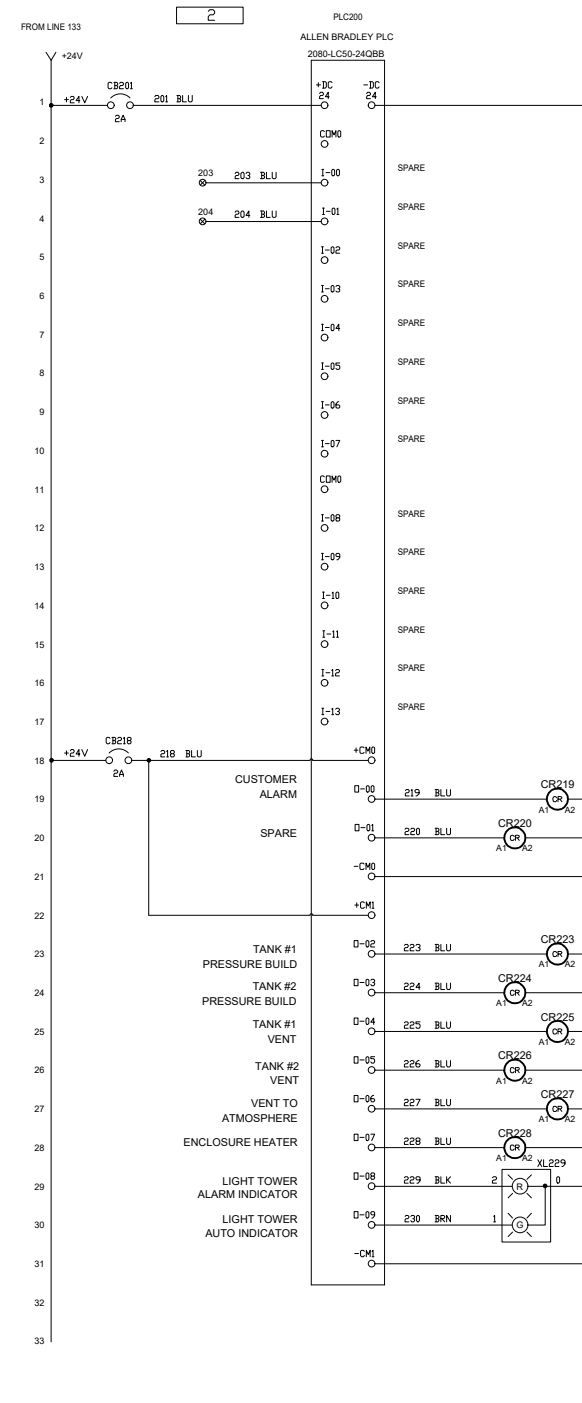 2
PLC200
FROM LINE 133
ALLEN BRADLEY PLC
+24V
2080-LC50-24QBB
CB201
+DC 24
-DC 24
1 +24V 201 BLU
2A
2 COM0
3 203 203 BLU I-00 SPARE
4 204 204 BLU I-01 SPARE
5 I-02 SPARE
6 I-03 SPARE
7 I-04 SPARE
8 I-05 SPARE
9 I-06 SPARE
10 I-07 SPARE
11 COM0
12 I-08 SPARE
13 I-09 SPARE
14 I-10 SPARE
15 I-11 SPARE
16 I-12 SPARE
17 I-13 SPARE
CB218
18 +24V 218 BLU +CM0
2A
CUSTOMER
19 ALARM O-00 219 BLU CR219 CR A1 A2
20 SPARE O-01 220 BLU CR220 CR A1 A2
21 -CM0
22 +CM1
23 TANK #1 O-02 223 BLU CR223 CR A1 A2
PRESSURE BUILD
24 TANK #2 O-03 224 BLU CR224 CR A1 A2
PRESSURE BUILD
25 TANK #1 O-04 225 BLU CR225 CR A1 A2
VENT
26 TANK #2 O-05 226 BLU CR226 CR A1 A2
VENT
27 VENT TO O-06 227 BLU CR227 CR A1 A2
ATMOSPHERE
28 ENCLOSURE HEATER O-07 228 BLU CR228 CR A1 A2
XL229
29 LIGHT TOWER O-08 229 BLK 2 R 0
ALARM INDICATOR
30 LIGHT TOWER O-09 230 BRN 1 G
AUTO INDICATOR
31 -CM1
32
33